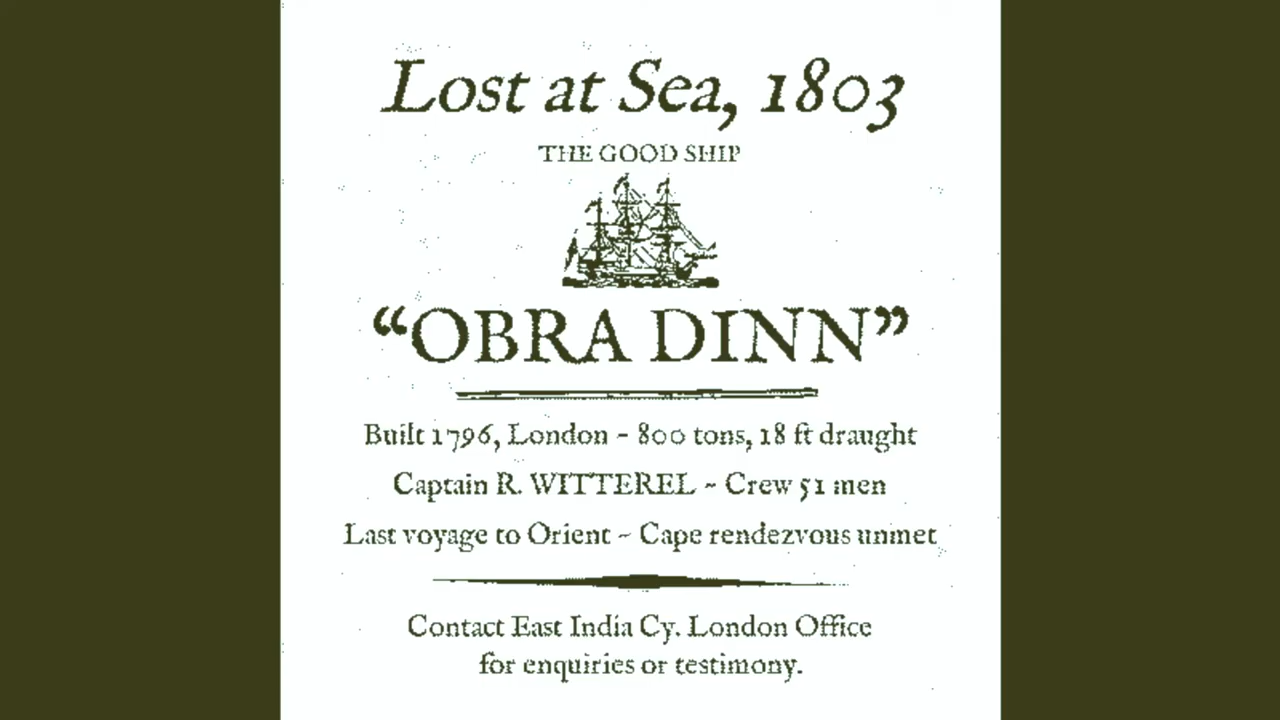 Lost at Sea, 1803
THE GOOD SHIP
“OBRA DINN”
Built 1796, London ~ 800 tons, 18 ft draught
Captain R. WITTEREL ~ Crew 51 men
Last voyage to Orient ~ Cape rendezvous unmet
Contact East India Cy. London Office
for enquiries or testimony.